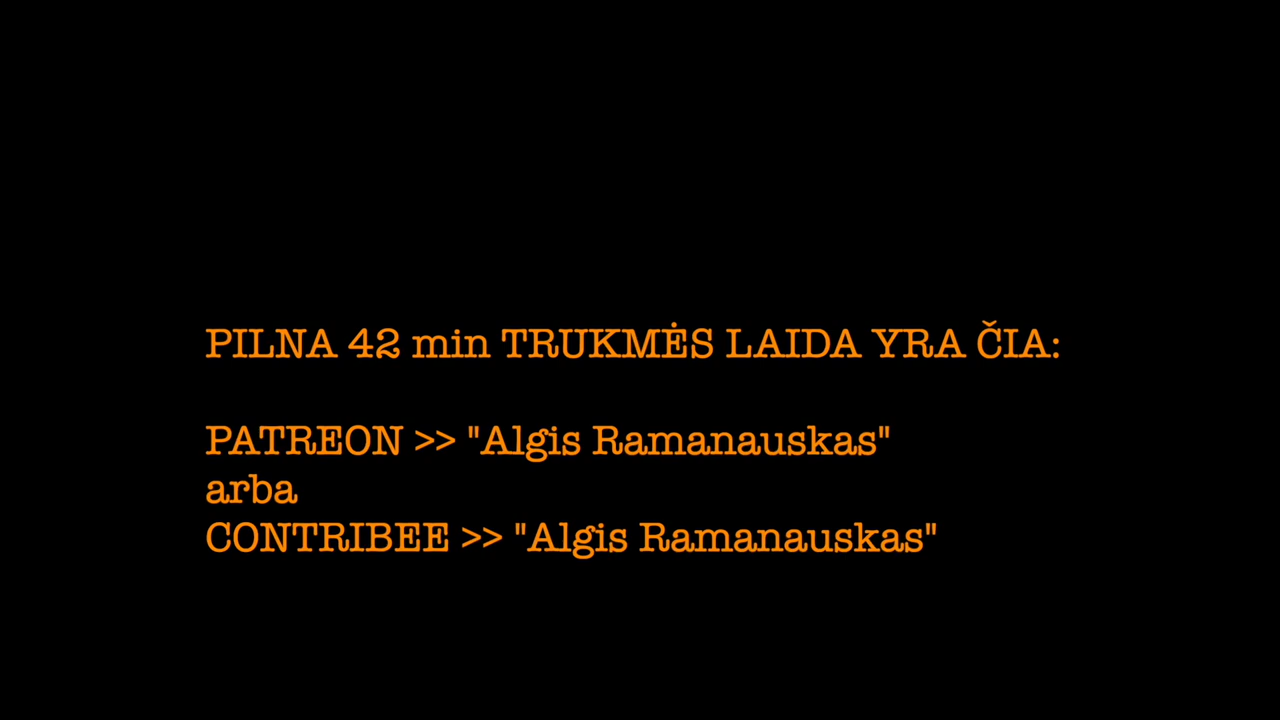 PILNA 42 min TRUKMĖS LAIDA YRA ČIA:
PATREON >> "Algis Ramanauskas"
arba
CONTRIBEE >> "Algis Ramanauskas"